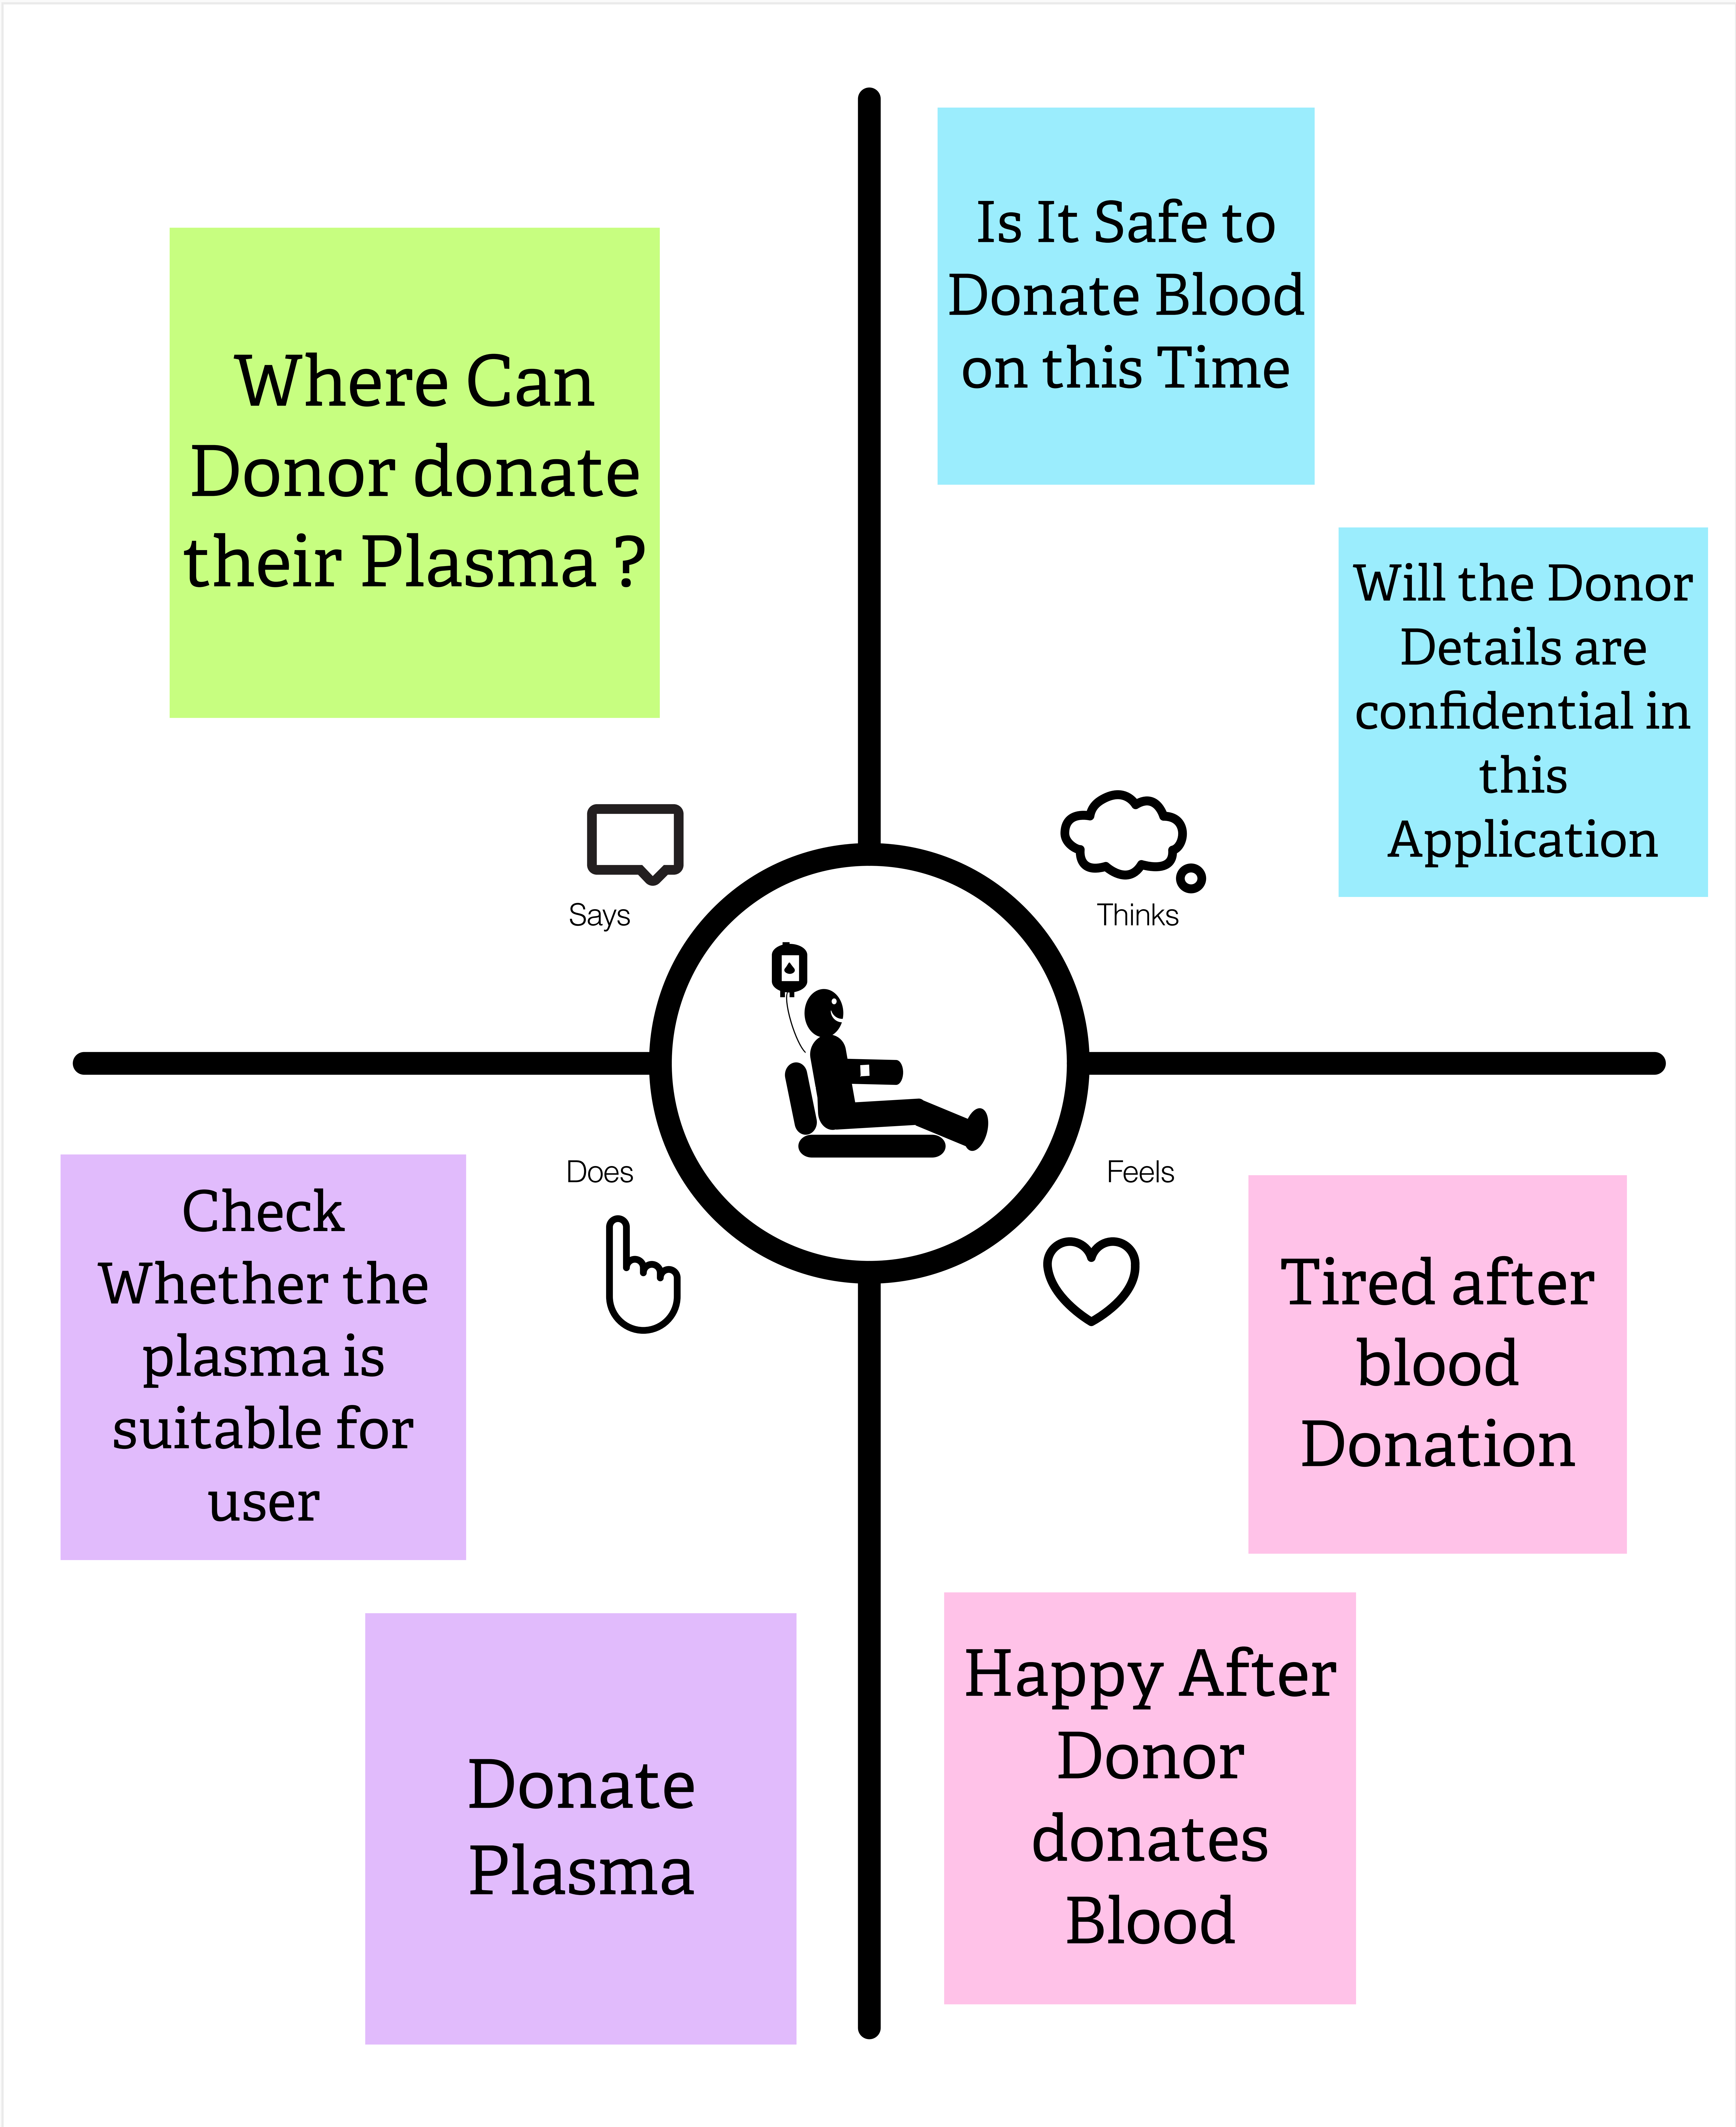 Where Can
Donor donate
their Plasma ?
Says
Is It Safe to
Donate Blood
on this Time
Will the Donor
Details are
confidential in
this
Application
Thinks
Does
Check
Whether the
plasma is
suitable for
user
Donate
Plasma
Feels
Tired after
blood
Donation
Happy After
Donor
donates
Blood